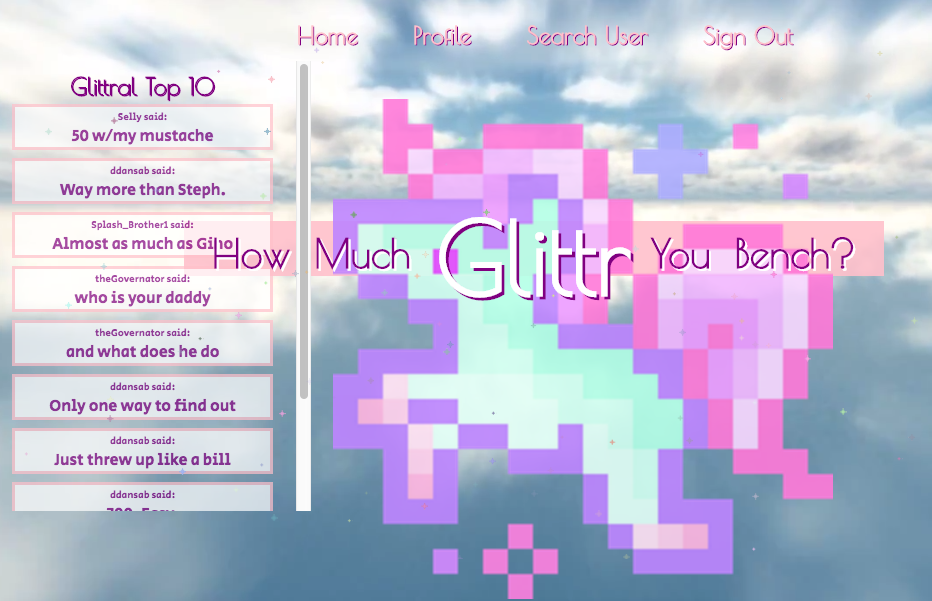 Home Profile Search User Sign Out
Glittral Top 10
Selly said:
50 w/my mustache
ddansab said:
Way more than Steph.
Splash_Brother1 said:
Almost as much as Gina
theGovernator said:
who is your daddy
theGovernator said:
and what does he do
ddansab said:
Only one way to find out
ddansab said:
Just threw up like a bill
ddansab said:
How Much Glittr You Bench?